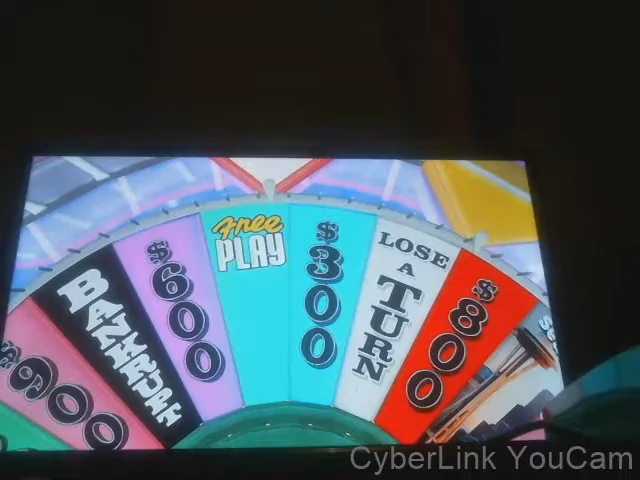 $900
BANKRUPT
$600
Free
PLAY
$300
LOSE
A
TURN
$800
CyberLink YouCam